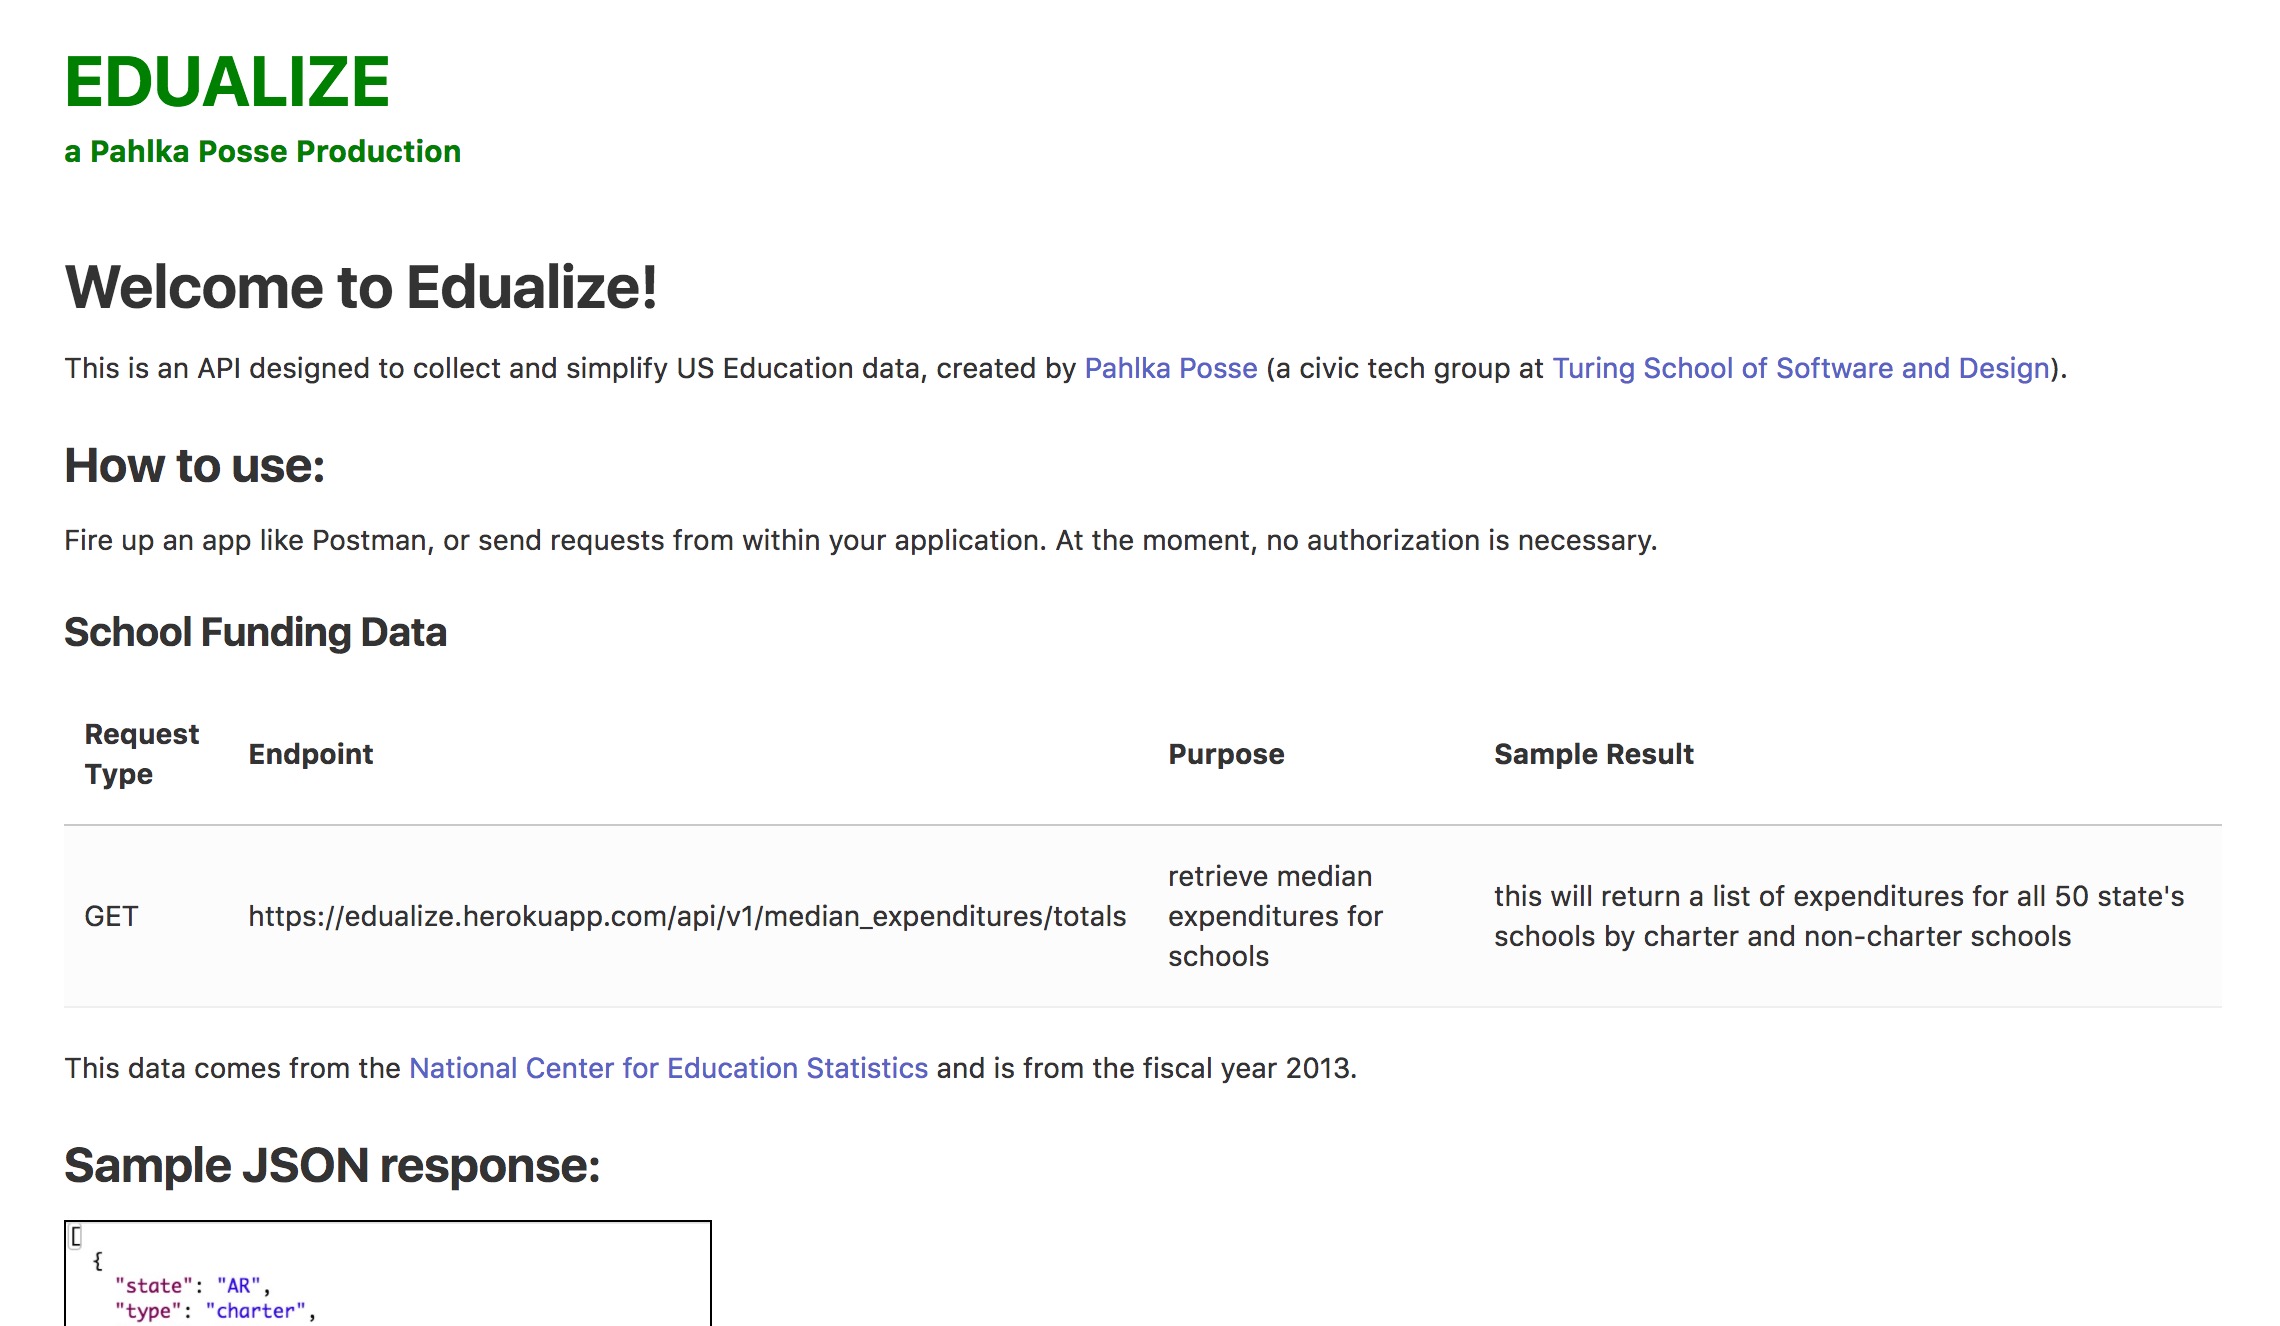 EDUALIZE
a Pahlka Posse Production
Welcome to Edualize!
This is an API designed to collect and simplify US Education data, created by Pahlka Posse (a civic tech group at Turing School of Software and Design).
How to use:
Fire up an app like Postman, or send requests from within your application. At the moment, no authorization is necessary.
School Funding Data
Request
Type
Endpoint
Purpose
Sample Result
GET
https://edualize.herokuapp.com/api/v1/median_expenditures/totals
retrieve median
expenditures for
schools
this will return a list of expenditures for all 50 state's
schools by charter and non-charter schools
This data comes from the National Center for Education Statistics and is from the fiscal year 2013.
Sample JSON response:
[
{
"state": "AR",
"type": "charter",